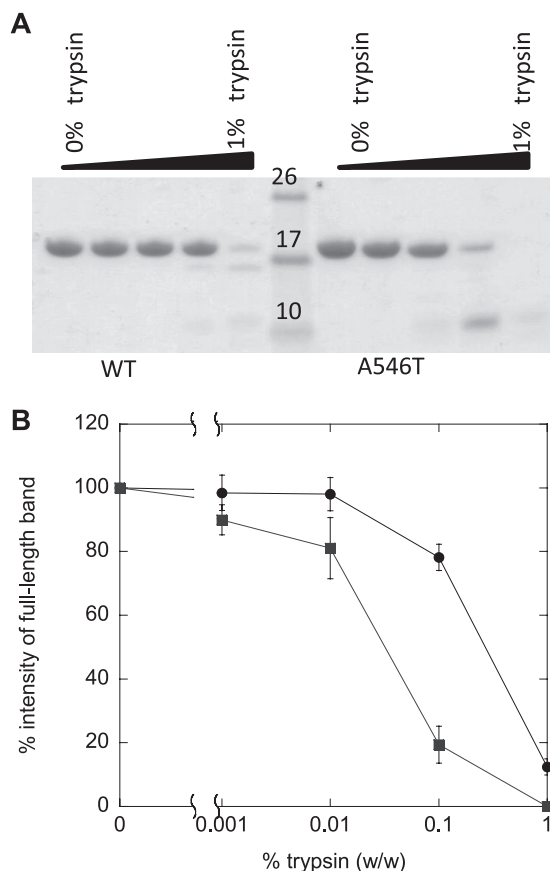 A
0% trypsin
1% trypsin
0% trypsin
1% trypsin
26
17
10
WT
A546T
B
120
100
80
60
40
20
0
0
0.001
0.01
0.1
1
% intensity of full-length band
% trypsin (w/w)